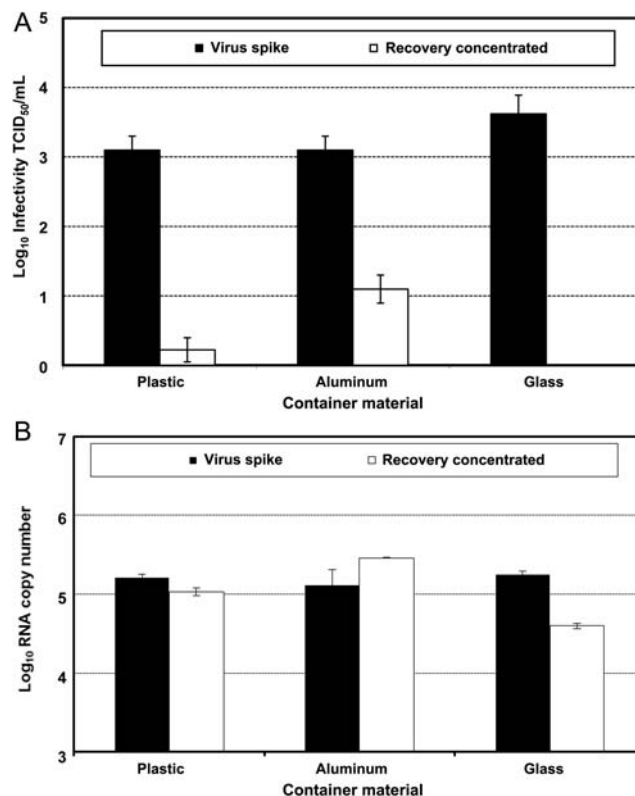 A
5
Virus spike
Recovery concentrated
4
3
2
1
0
Log10 Infectivity TCID50/mL
Plastic Aluminum Glass
Container material
B
7
Virus spike
Recovery concentrated
6
5
4
3
Log10 RNA copy number
Plastic Aluminum Glass
Container material